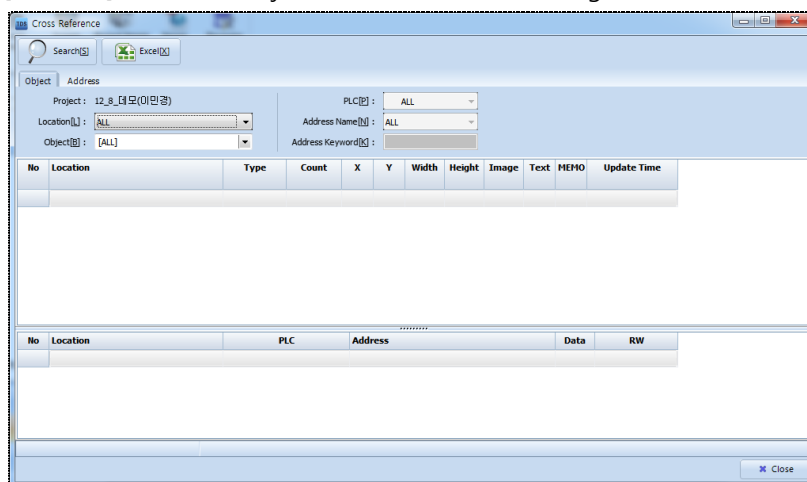 Cross Reference
Search[S] Excel[X]
Object Address
Project : 12_8_데모(이민경) PLC[P] : ALL
Location[L] : ALL Address Name[N] : ALL
Object[B] : [ALL] Address Keyword[K] :
No Location Type Count X Y Width Height Image Text MEMO Update Time
No Location PLC Address Data RW
Close